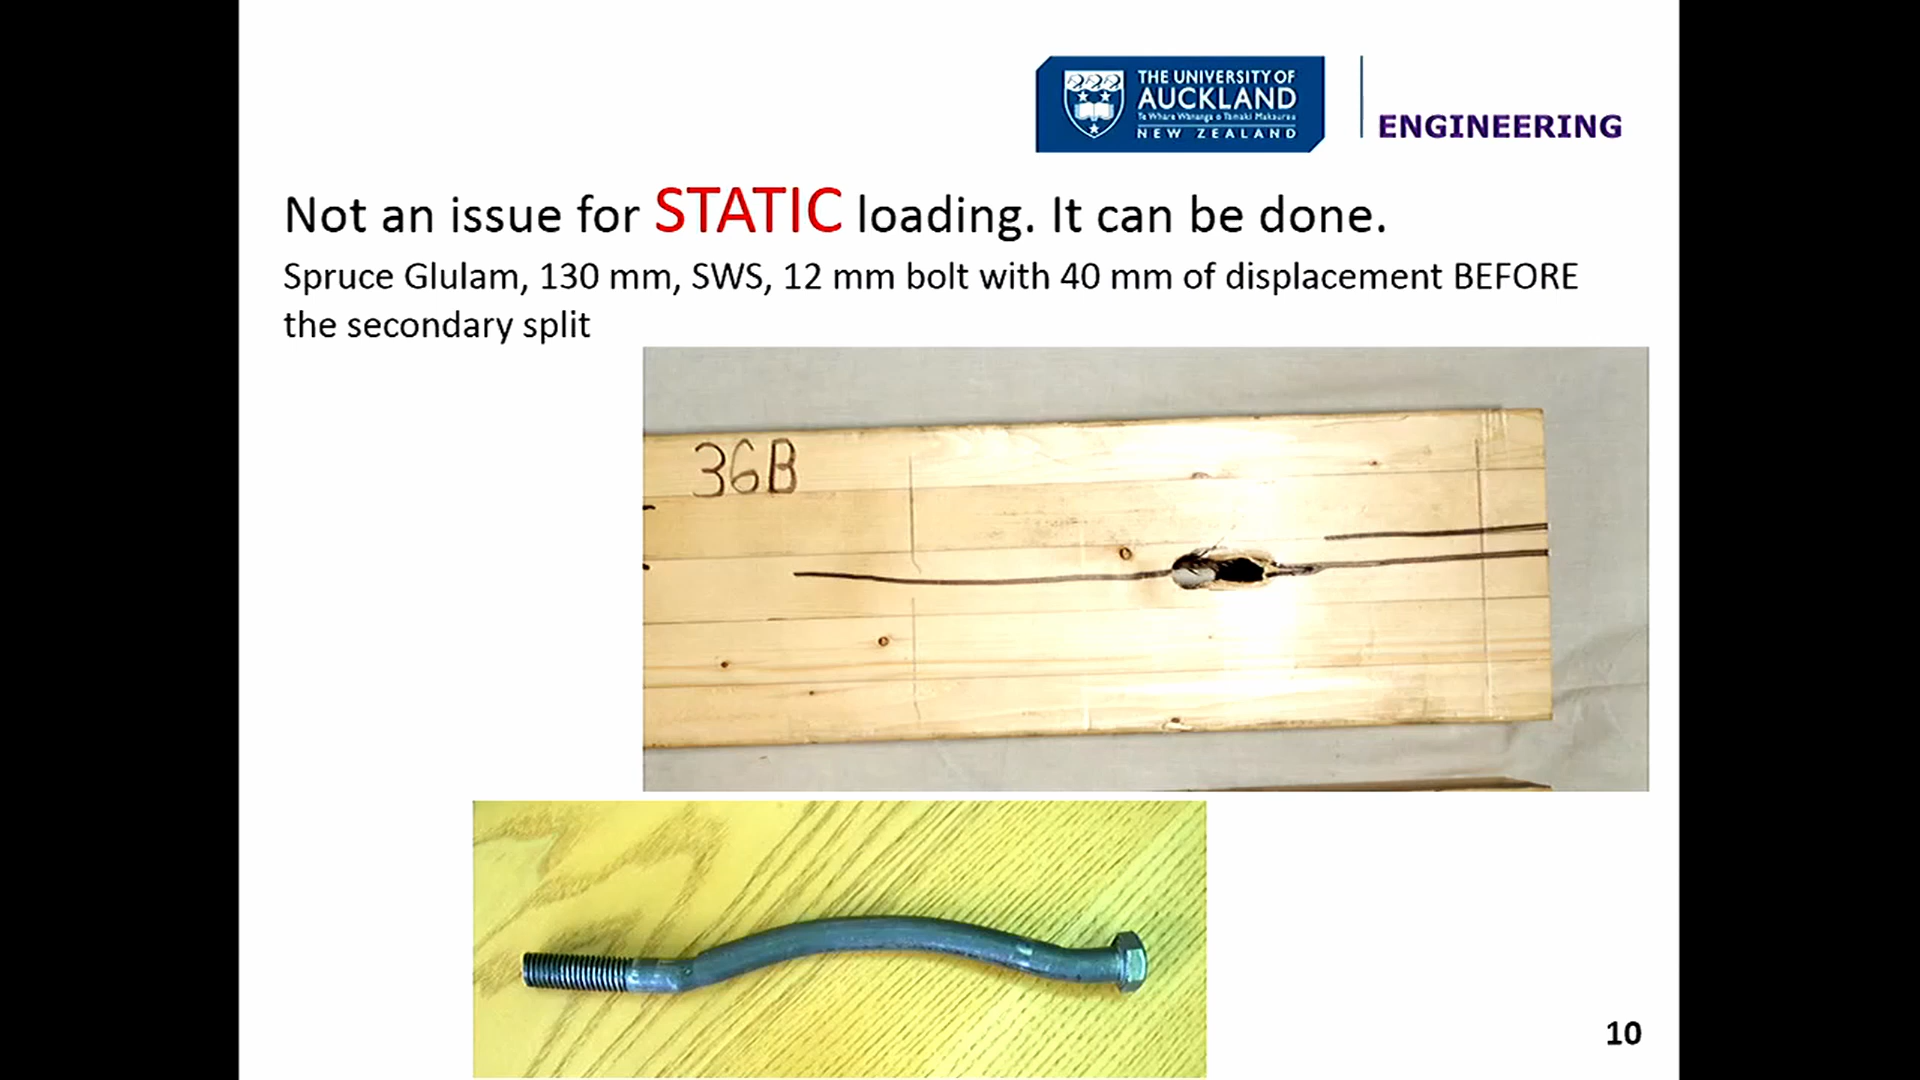 THE UNIVERSITY OF
AUCKLAND
Te Whare Wānanga o Tāmaki Makaurau
NEW ZEALAND
ENGINEERING
Not an issue for STATIC loading. It can be done.
Spruce Glulam, 130 mm, SWS, 12 mm bolt with 40 mm of displacement BEFORE
the secondary split
36B
10